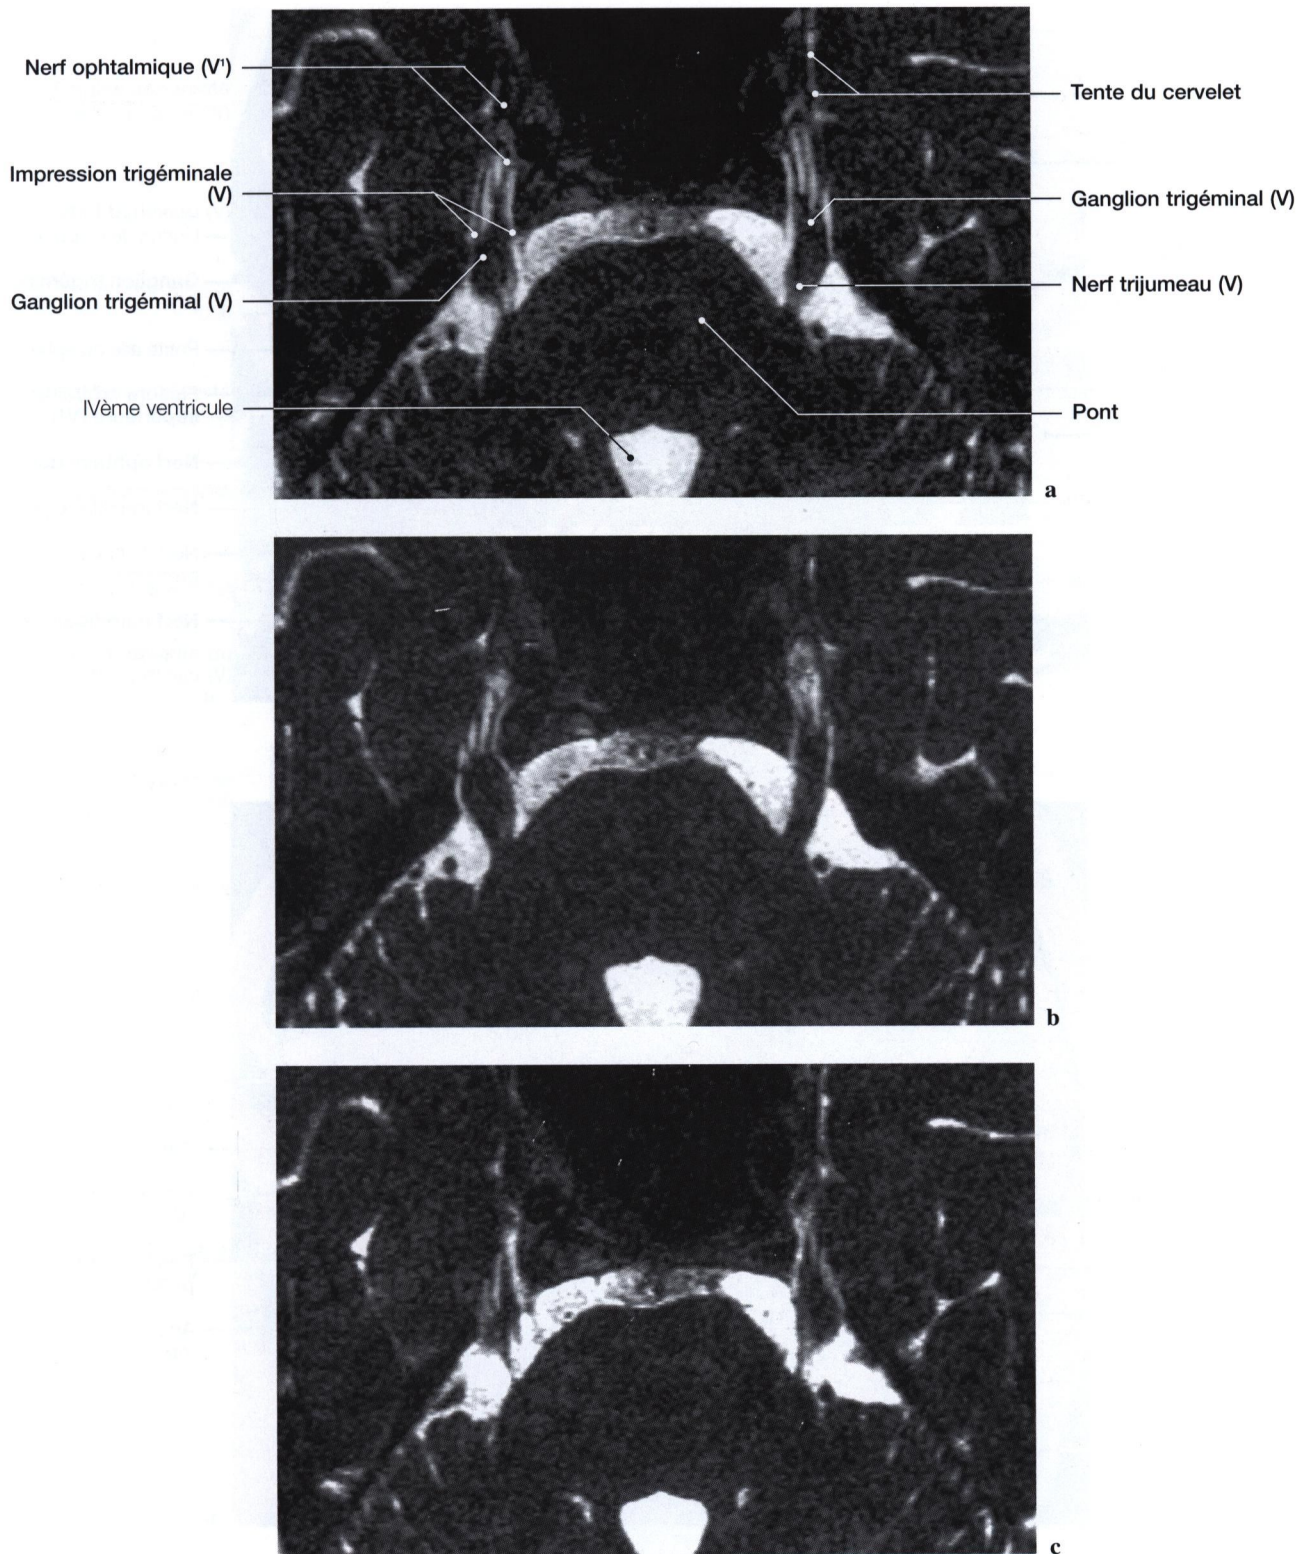 Nerf ophtalmique (V¹)
Impression trigéminale
(V)
Ganglion trigéminal (V)
IVème ventricule
Tente du cervelet
Ganglion trigéminal (V)
Nerf trijumeau (V)
Pont
a
b
c